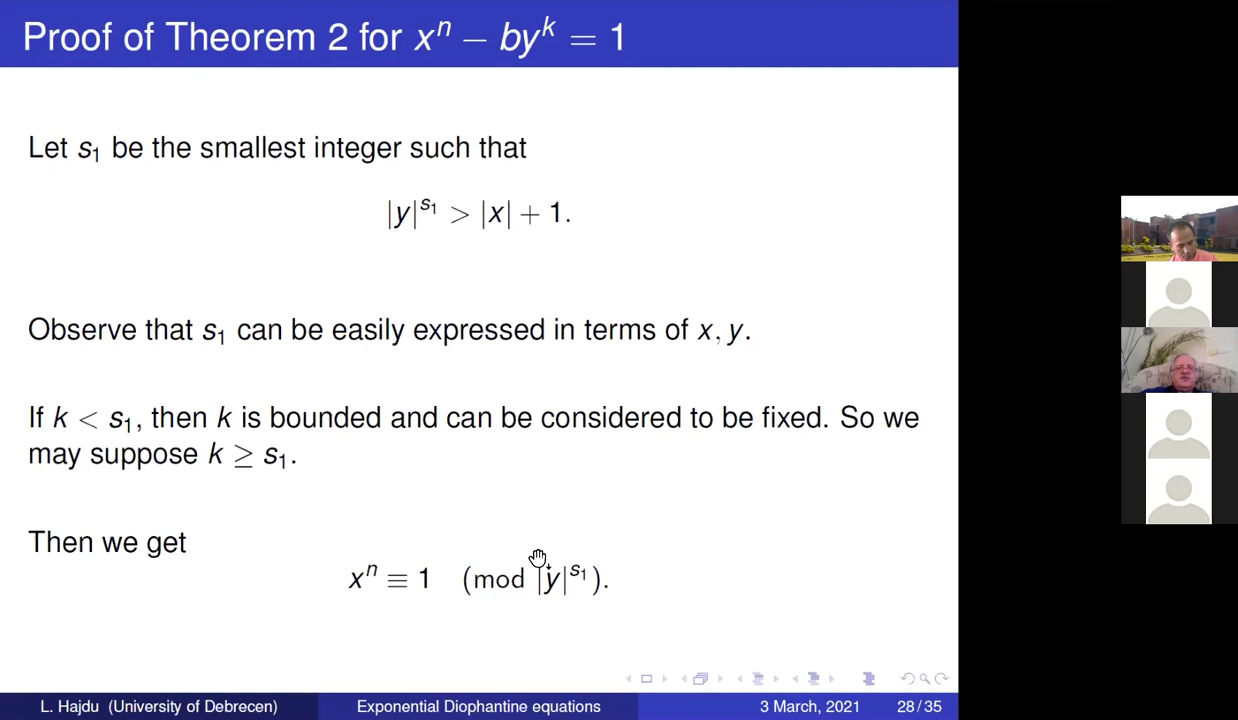 Proof of Theorem 2 for xⁿ − byᵏ = 1
Let s₁ be the smallest integer such that
|y|^{s₁} > |x| + 1.
Observe that s₁ can be easily expressed in terms of x, y.
If k < s₁, then k is bounded and can be considered to be fixed. So we
may suppose k ≥ s₁.
Then we get
xⁿ ≡ 1 (mod |y|^{s₁}).
L. Hajdu (University of Debrecen) Exponential Diophantine equations 3 March, 2021 28/35